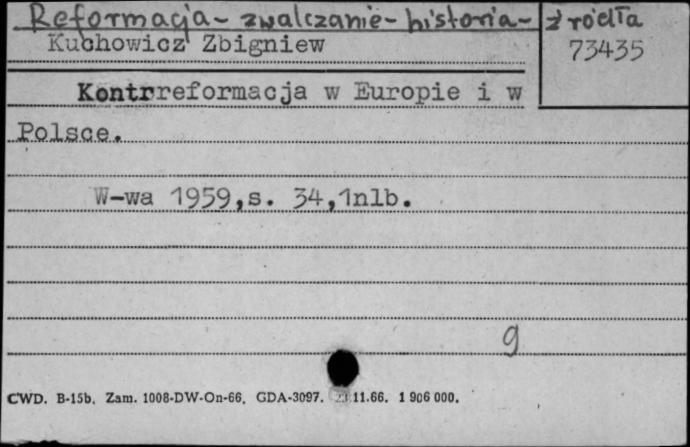 Reformacja - zwalczanie - historia - źródła
Kuchowicz Zbigniew
73435
Kontrreformacja w Europie i w
Polsce.
W-wa 1959, s. 34, 1nlb.
9
CWD. B-15b. Zam. 1008-DW-On-66. GDA-3097. 11.66. 1 906 000.